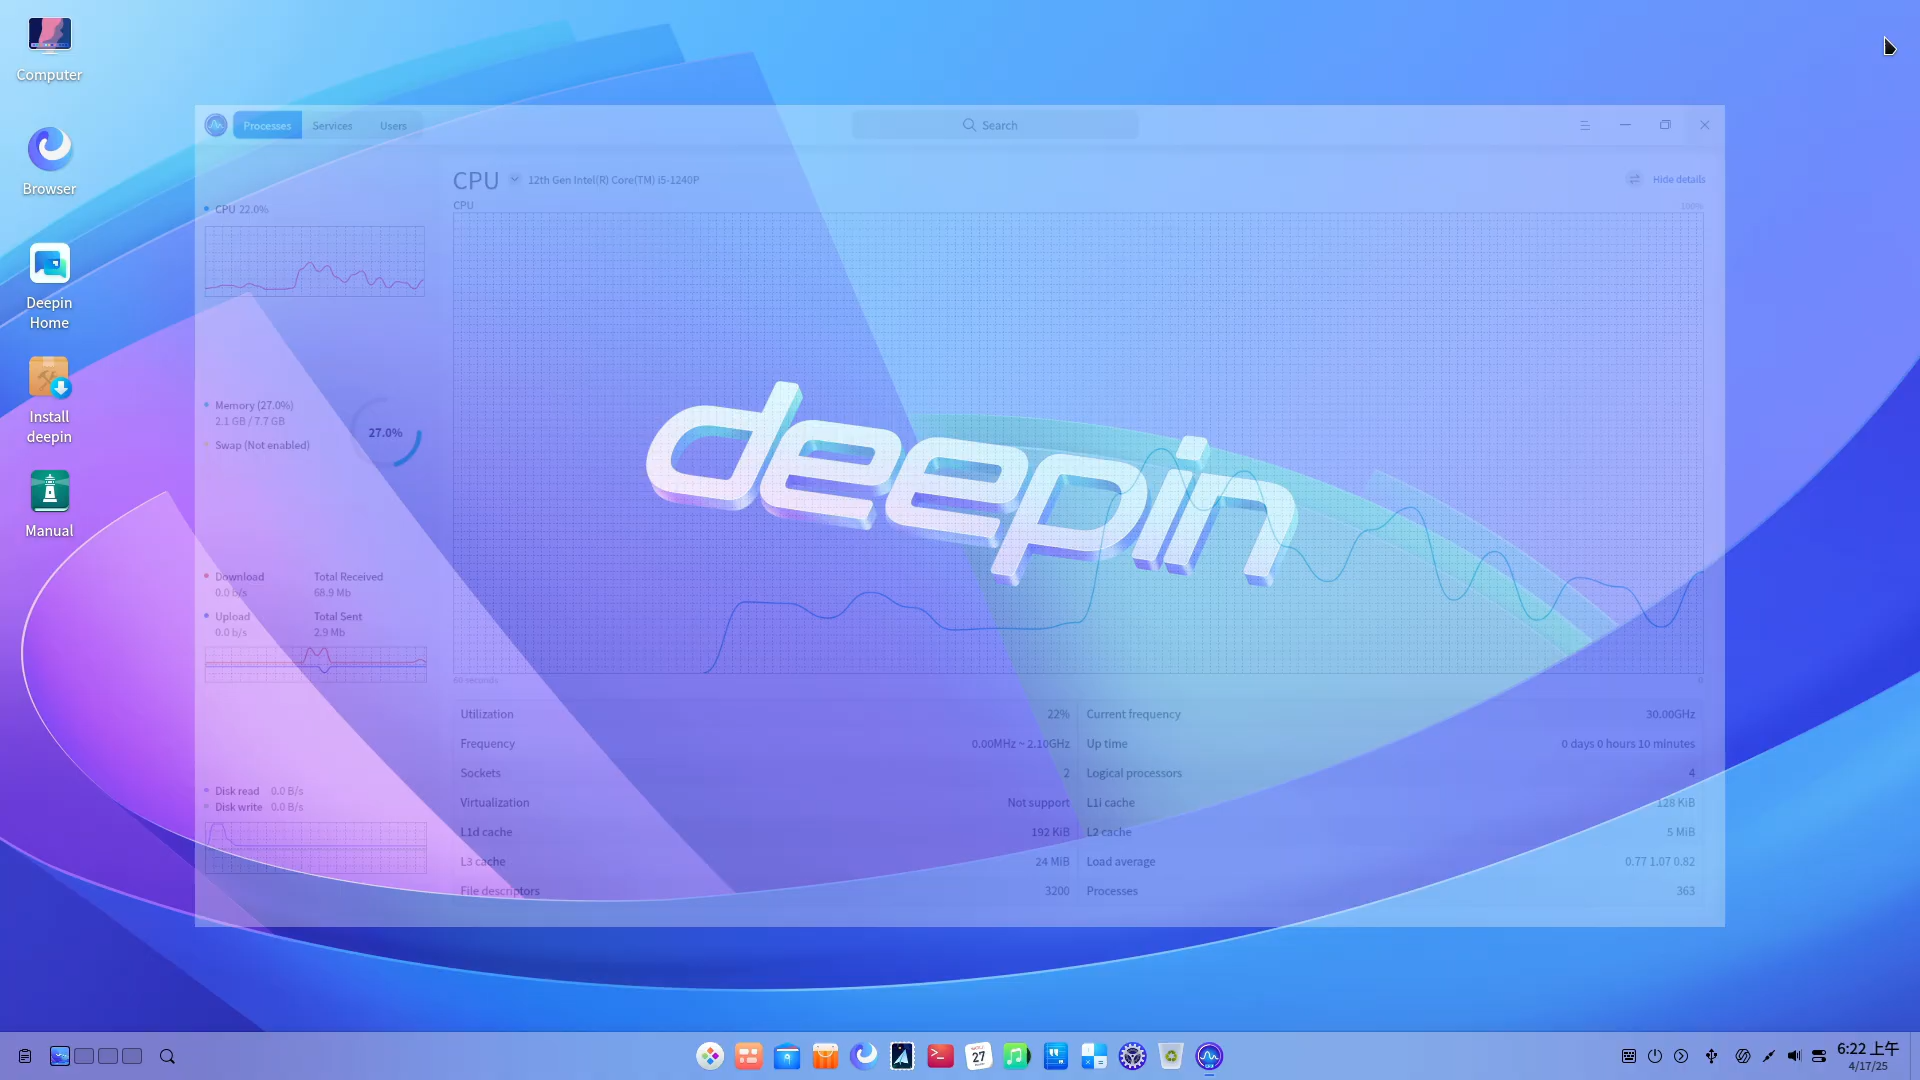 Computer
Browser
Deepin
Home
Install
deepin
Manual
Processes Services Users
Search
CPU 12th Gen Intel(R) Core(TM) i5-1240P
Hide details
CPU
100%
CPU 22.0%
Memory (27.0%)
2.1 GB / 7.7 GB
Swap (Not enabled)
27.0%
deepin
Download Total Received
0.0 b/s 68.9 Mb
Upload Total Sent
0.0 b/s 2.9 Mb
60 seconds 0
Disk read 0.0 B/s
Disk write 0.0 B/s
Utilization 22% Current frequency 30.00GHz
Frequency 0.00MHz ~ 2.10GHz Up time 0 days 0 hours 10 minutes
Sockets 2 Logical processors 4
Virtualization Not support L1i cache 128 KiB
L1d cache 192 KiB L2 cache 5 MiB
L3 cache 24 MiB Load average 0.77 1.07 0.82
File descriptors 3200 Processes 363
27
6:22 上午
4/17/25